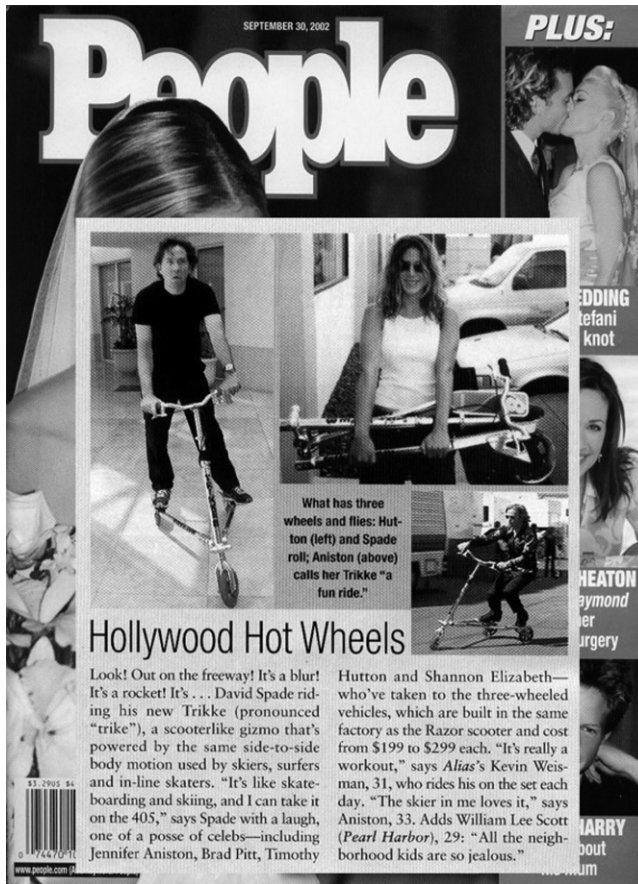 SEPTEMBER 30, 2002
People
PLUS:
EDDING
tefani
knot
What has three
wheels and flies: Hut-
ton (left) and Spade
roll; Aniston (above)
calls her Trikke “a
fun ride.”
HEATON
aymond
er
urgery
Hollywood Hot Wheels
Look! Out on the freeway! It’s a blur!
It’s a rocket! It’s . . . David Spade rid-
ing his new Trikke (pronounced
“trike”), a scooterlike gizmo that’s
powered by the same side-to-side
body motion used by skiers, surfers
and in-line skaters. “It’s like skate-
boarding and skiing, and I can take it
on the 405,” says Spade with a laugh,
one of a posse of celebs—including
Jennifer Aniston, Brad Pitt, Timothy
Hutton and Shannon Elizabeth—
who’ve taken to the three-wheeled
vehicles, which are built in the same
factory as the Razor scooter and cost
from $199 to $299 each. “It’s really a
workout,” says Alias’s Kevin Weis-
man, 31, who rides his on the set each
day. “The skier in me loves it,” says
Aniston, 33. Adds William Lee Scott
(Pearl Harbor), 29: “All the neigh-
borhood kids are so jealous.”
$3.29US $4
74470 10
www.people.com
HARRY
bout
mum